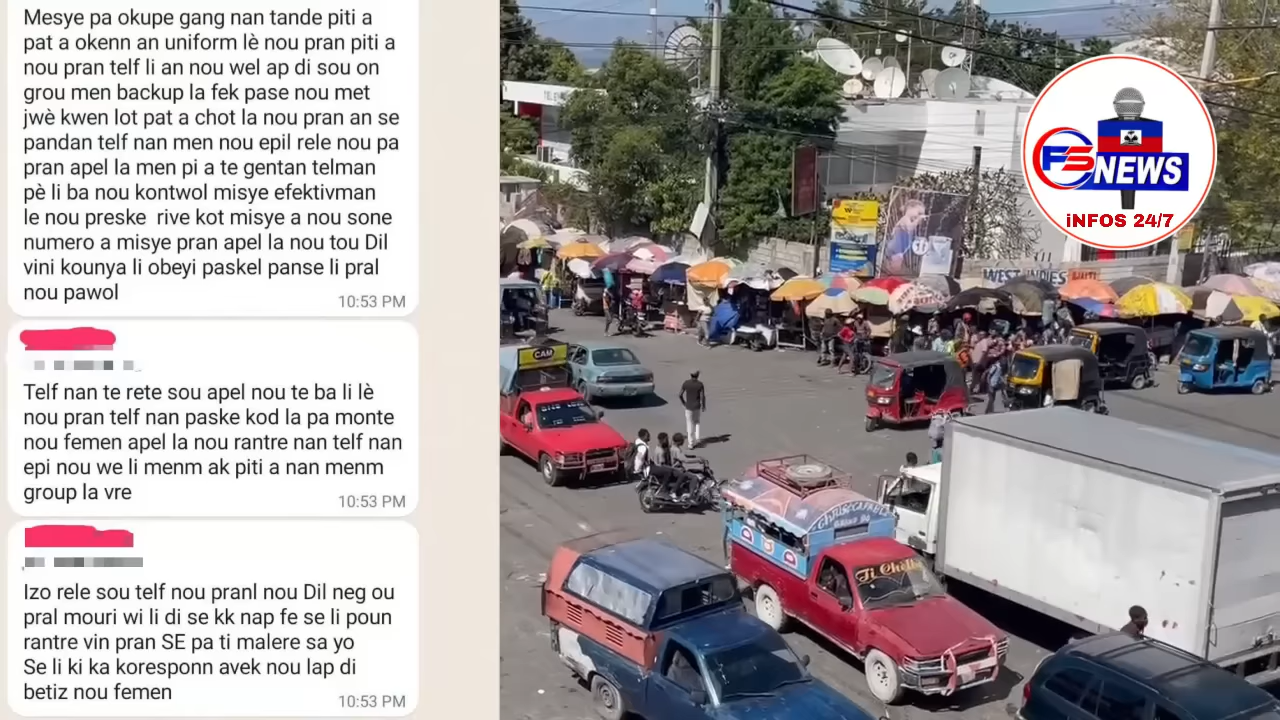 Mesye pa okupe gang nan tande piti a
pat a okenn an uniform lè nou pran piti a
nou pran telf li an nou wel ap di sou on
grou men backup la fek pase nou met
jwè kwen lot pat a chot la nou pran an se
pandan telf nan men nou epil rele nou pa
pran apel la men pi a te gentan telman
pè li ba nou kontwol misye efektivman
le nou preske rive kot misye a nou sone
numero a misye pran apel la nou tou Dil
vini kounya li obeyi paskel panse li pral
nou pawol
10:53 PM
Telf nan te rete sou apel nou te ba li lè
nou pran telf nan paske kod la pa monte
nou femen apel la nou rantre nan telf nan
epi nou we li menm ak piti a nan menm
group la vre
10:53 PM
Izo rele sou telf nou pranl nou Dil neg ou
pral mouri wi li di se kk nap fe se li poun
rantre vin pran SE pa ti malere sa yo
Se li ki ka koresponn avek nou lap di
betiz nou femen
10:53 PM
FS NEWS
iNFOS 24/7
WEST INDIES
CAM
Ti Chell